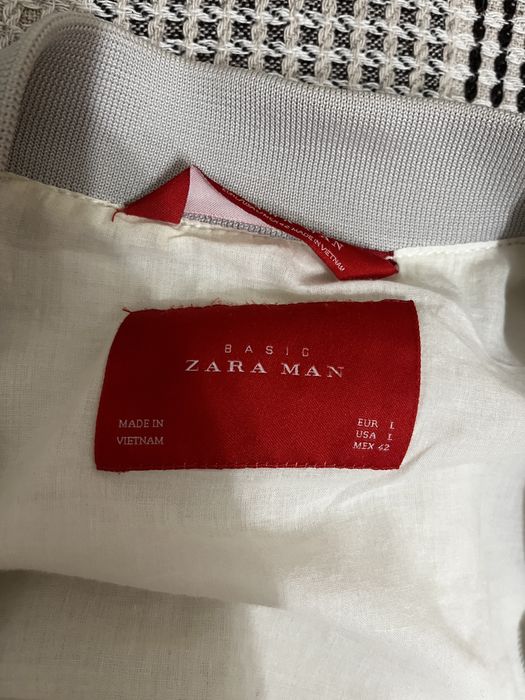 MADE IN VIETNAM
BASIC
ZARA MAN
MADE IN
VIETNAM
EUR L
USA L
MEX 42